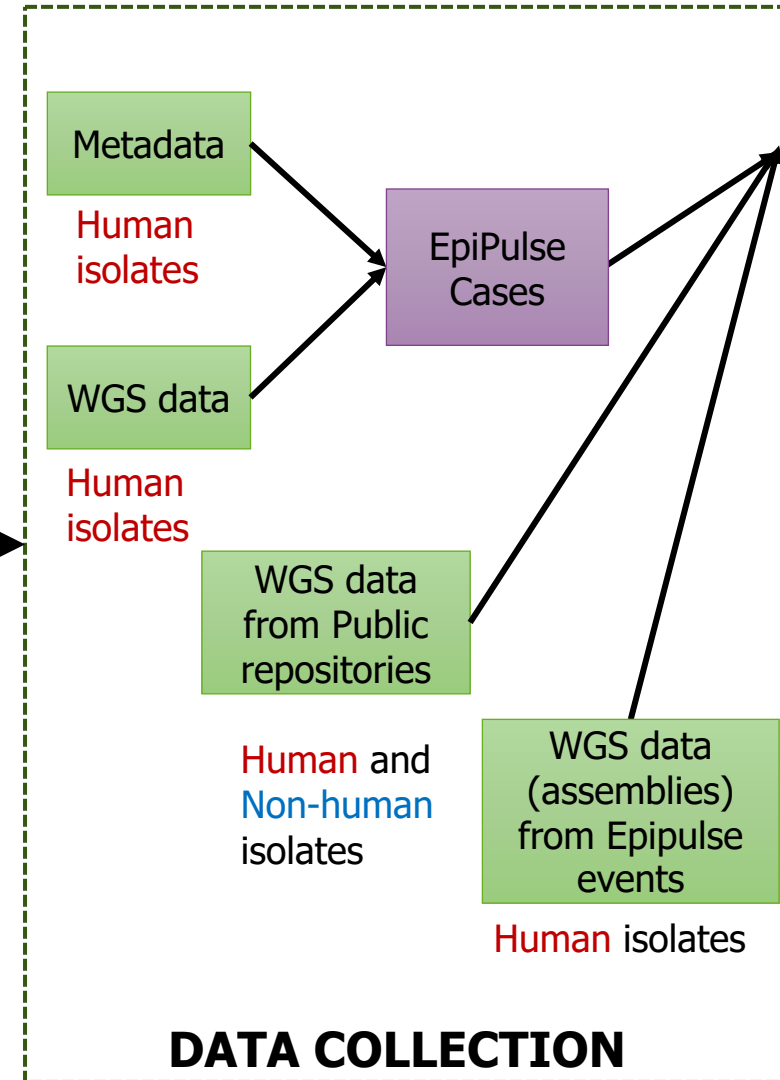 Metadata
Human
isolates
EpiPulse
Cases
WGS data
Human
isolates
WGS data
from Public
repositories
Human and
Non-human
isolates
WGS data
(assemblies)
from Epipulse
events
Human isolates
DATA COLLECTION